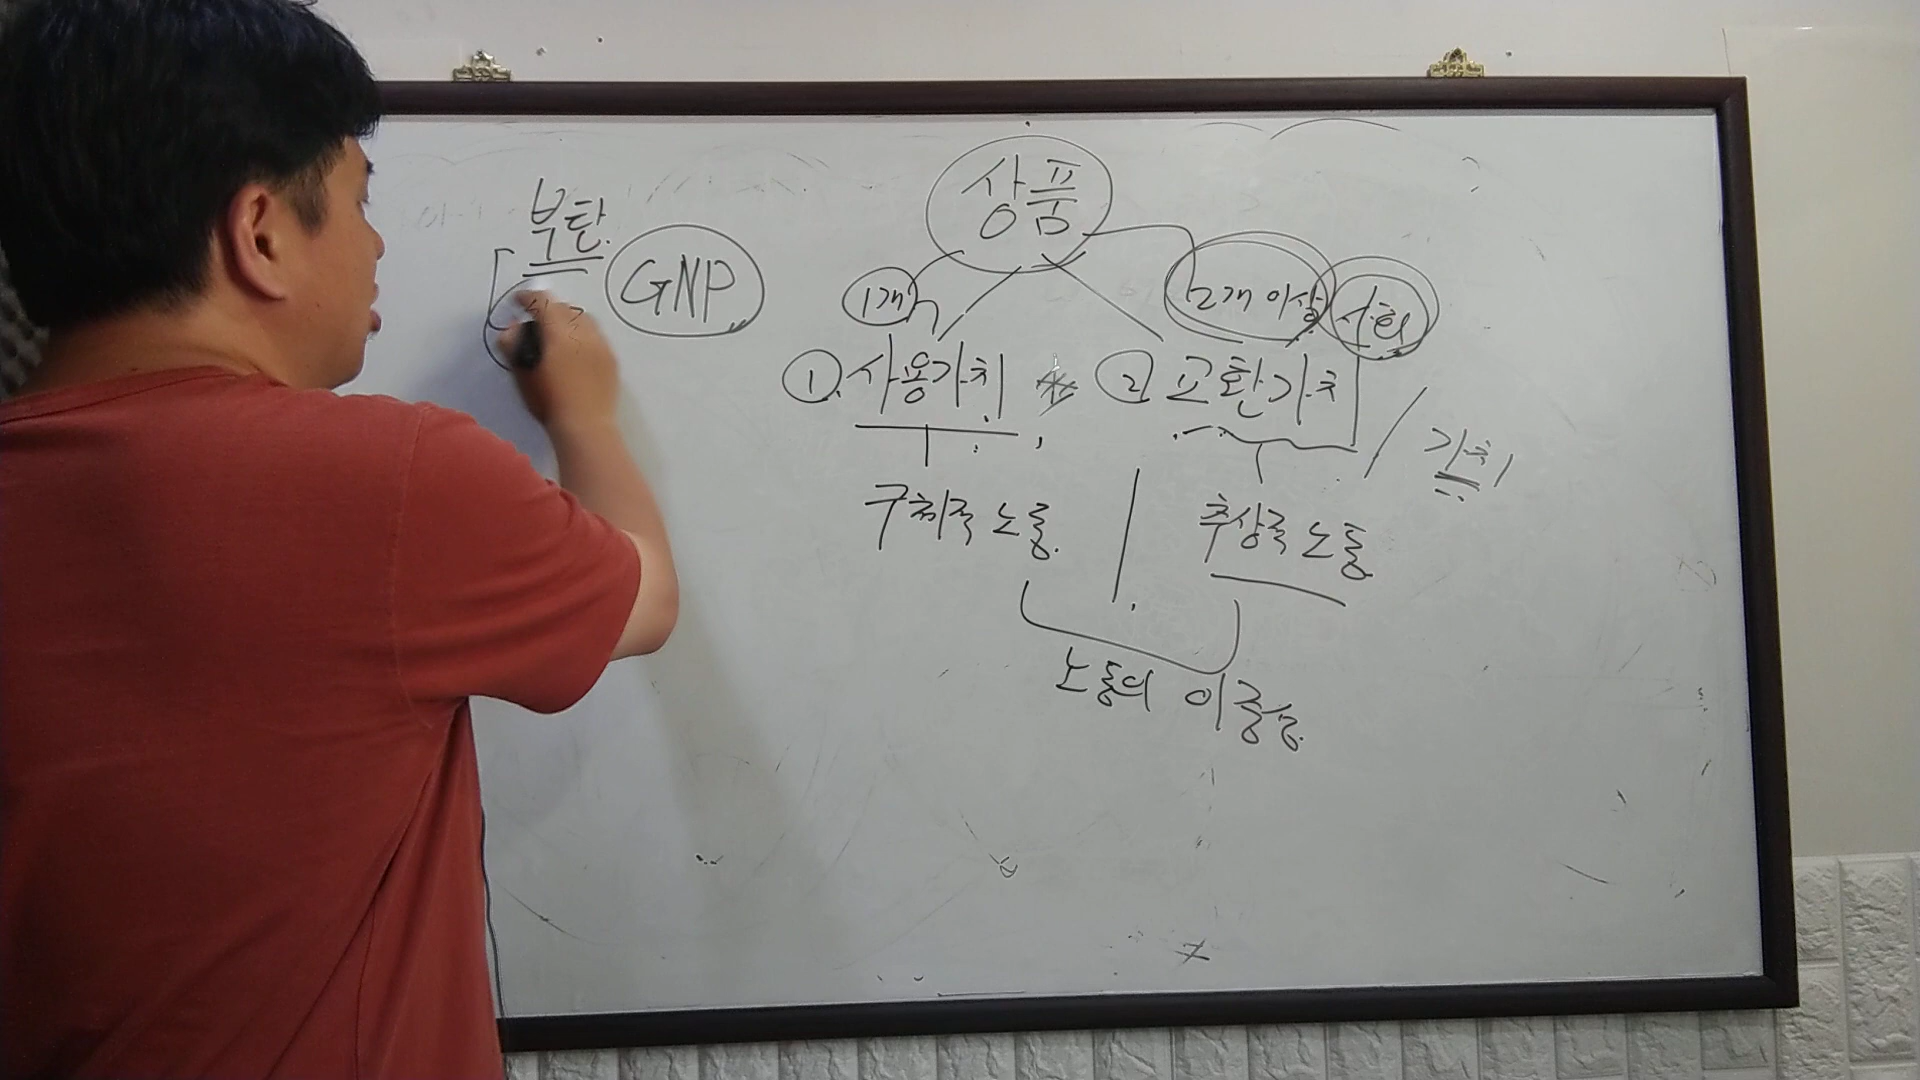 상품
부탄
GNP
1개
2개 이상
사회
① 사용가치
② 교환가치
가치
구체적 노동
추상적 노동
노동의 이중성